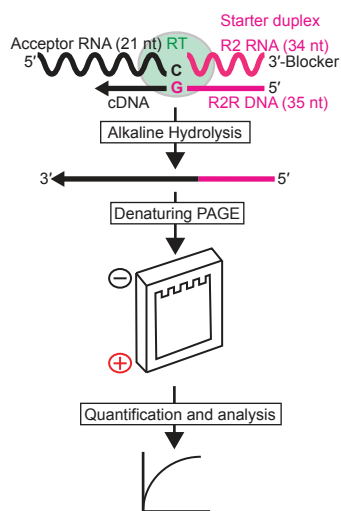 Starter duplex
Acceptor RNA (21 nt) RT R2 RNA (34 nt)
5′ 3′-Blocker
C
G 5′
cDNA R2R DNA (35 nt)
Alkaline Hydrolysis
3′ 5′
Denaturing PAGE
−
+
Quantification and analysis